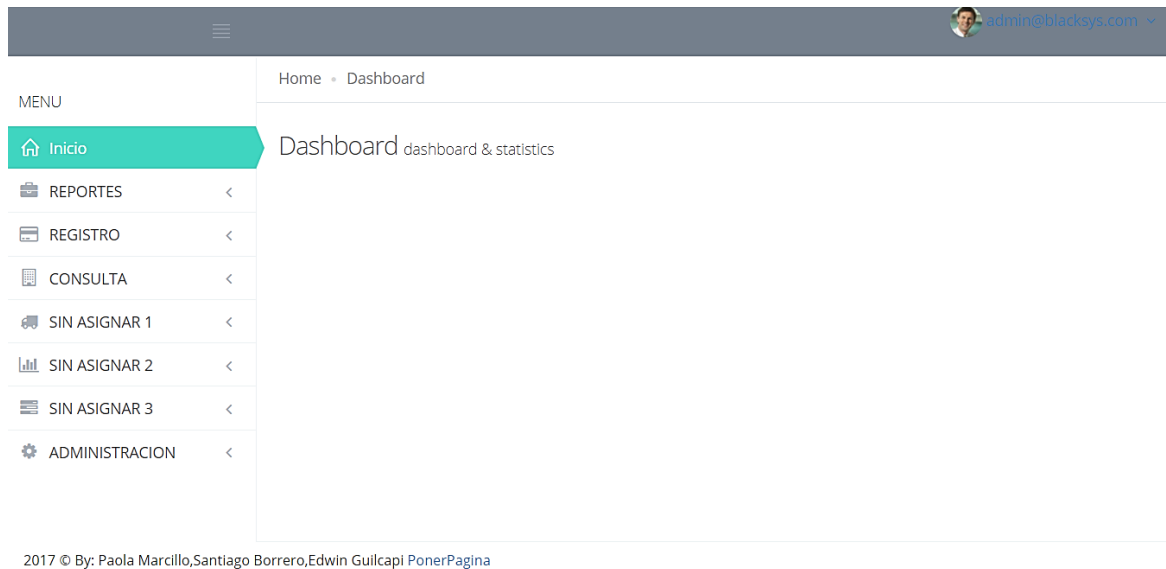 admin@blacksys.com
Home Dashboard
MENU
Dashboard dashboard & statistics
Inicio
REPORTES
REGISTRO
CONSULTA
SIN ASIGNAR 1
SIN ASIGNAR 2
SIN ASIGNAR 3
ADMINISTRACION
2017 © By: Paola Marcillo,Santiago Borrero,Edwin Guilcapi PonerPagina